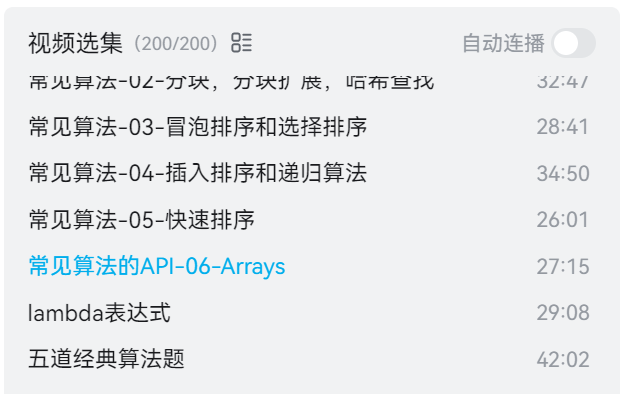 视频选集 (200/200) 自动连播
常见算法-02-分块，分块扩展，哈希查找 32:47
常见算法-03-冒泡排序和选择排序 28:41
常见算法-04-插入排序和递归算法 34:50
常见算法-05-快速排序 26:01
常见算法的API-06-Arrays 27:15
lambda表达式 29:08
五道经典算法题 42:02